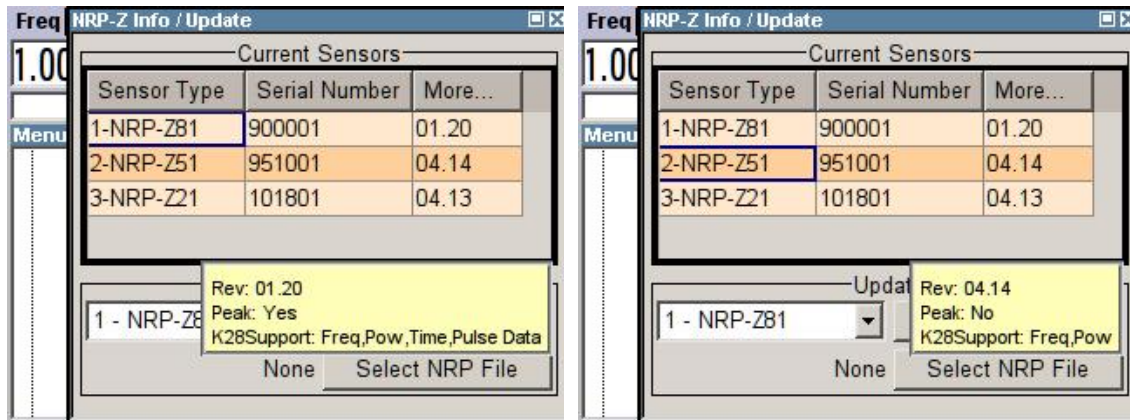 Freq
NRP-Z Info / Update
1.00
Current Sensors
Sensor Type Serial Number More...
Menu
1-NRP-Z81 900001 01.20
2-NRP-Z51 951001 04.14
3-NRP-Z21 101801 04.13
Rev: 01.20
Peak: Yes
K28Support: Freq,Pow,Time,Pulse Data
1 - NRP-Z8
None Select NRP File
Freq
NRP-Z Info / Update
1.00
Current Sensors
Sensor Type Serial Number More...
Menu
1-NRP-Z81 900001 01.20
2-NRP-Z51 951001 04.14
3-NRP-Z21 101801 04.13
Updat
Rev: 04.14
Peak: No
K28Support: Freq,Pow
1 - NRP-Z81
None Select NRP File